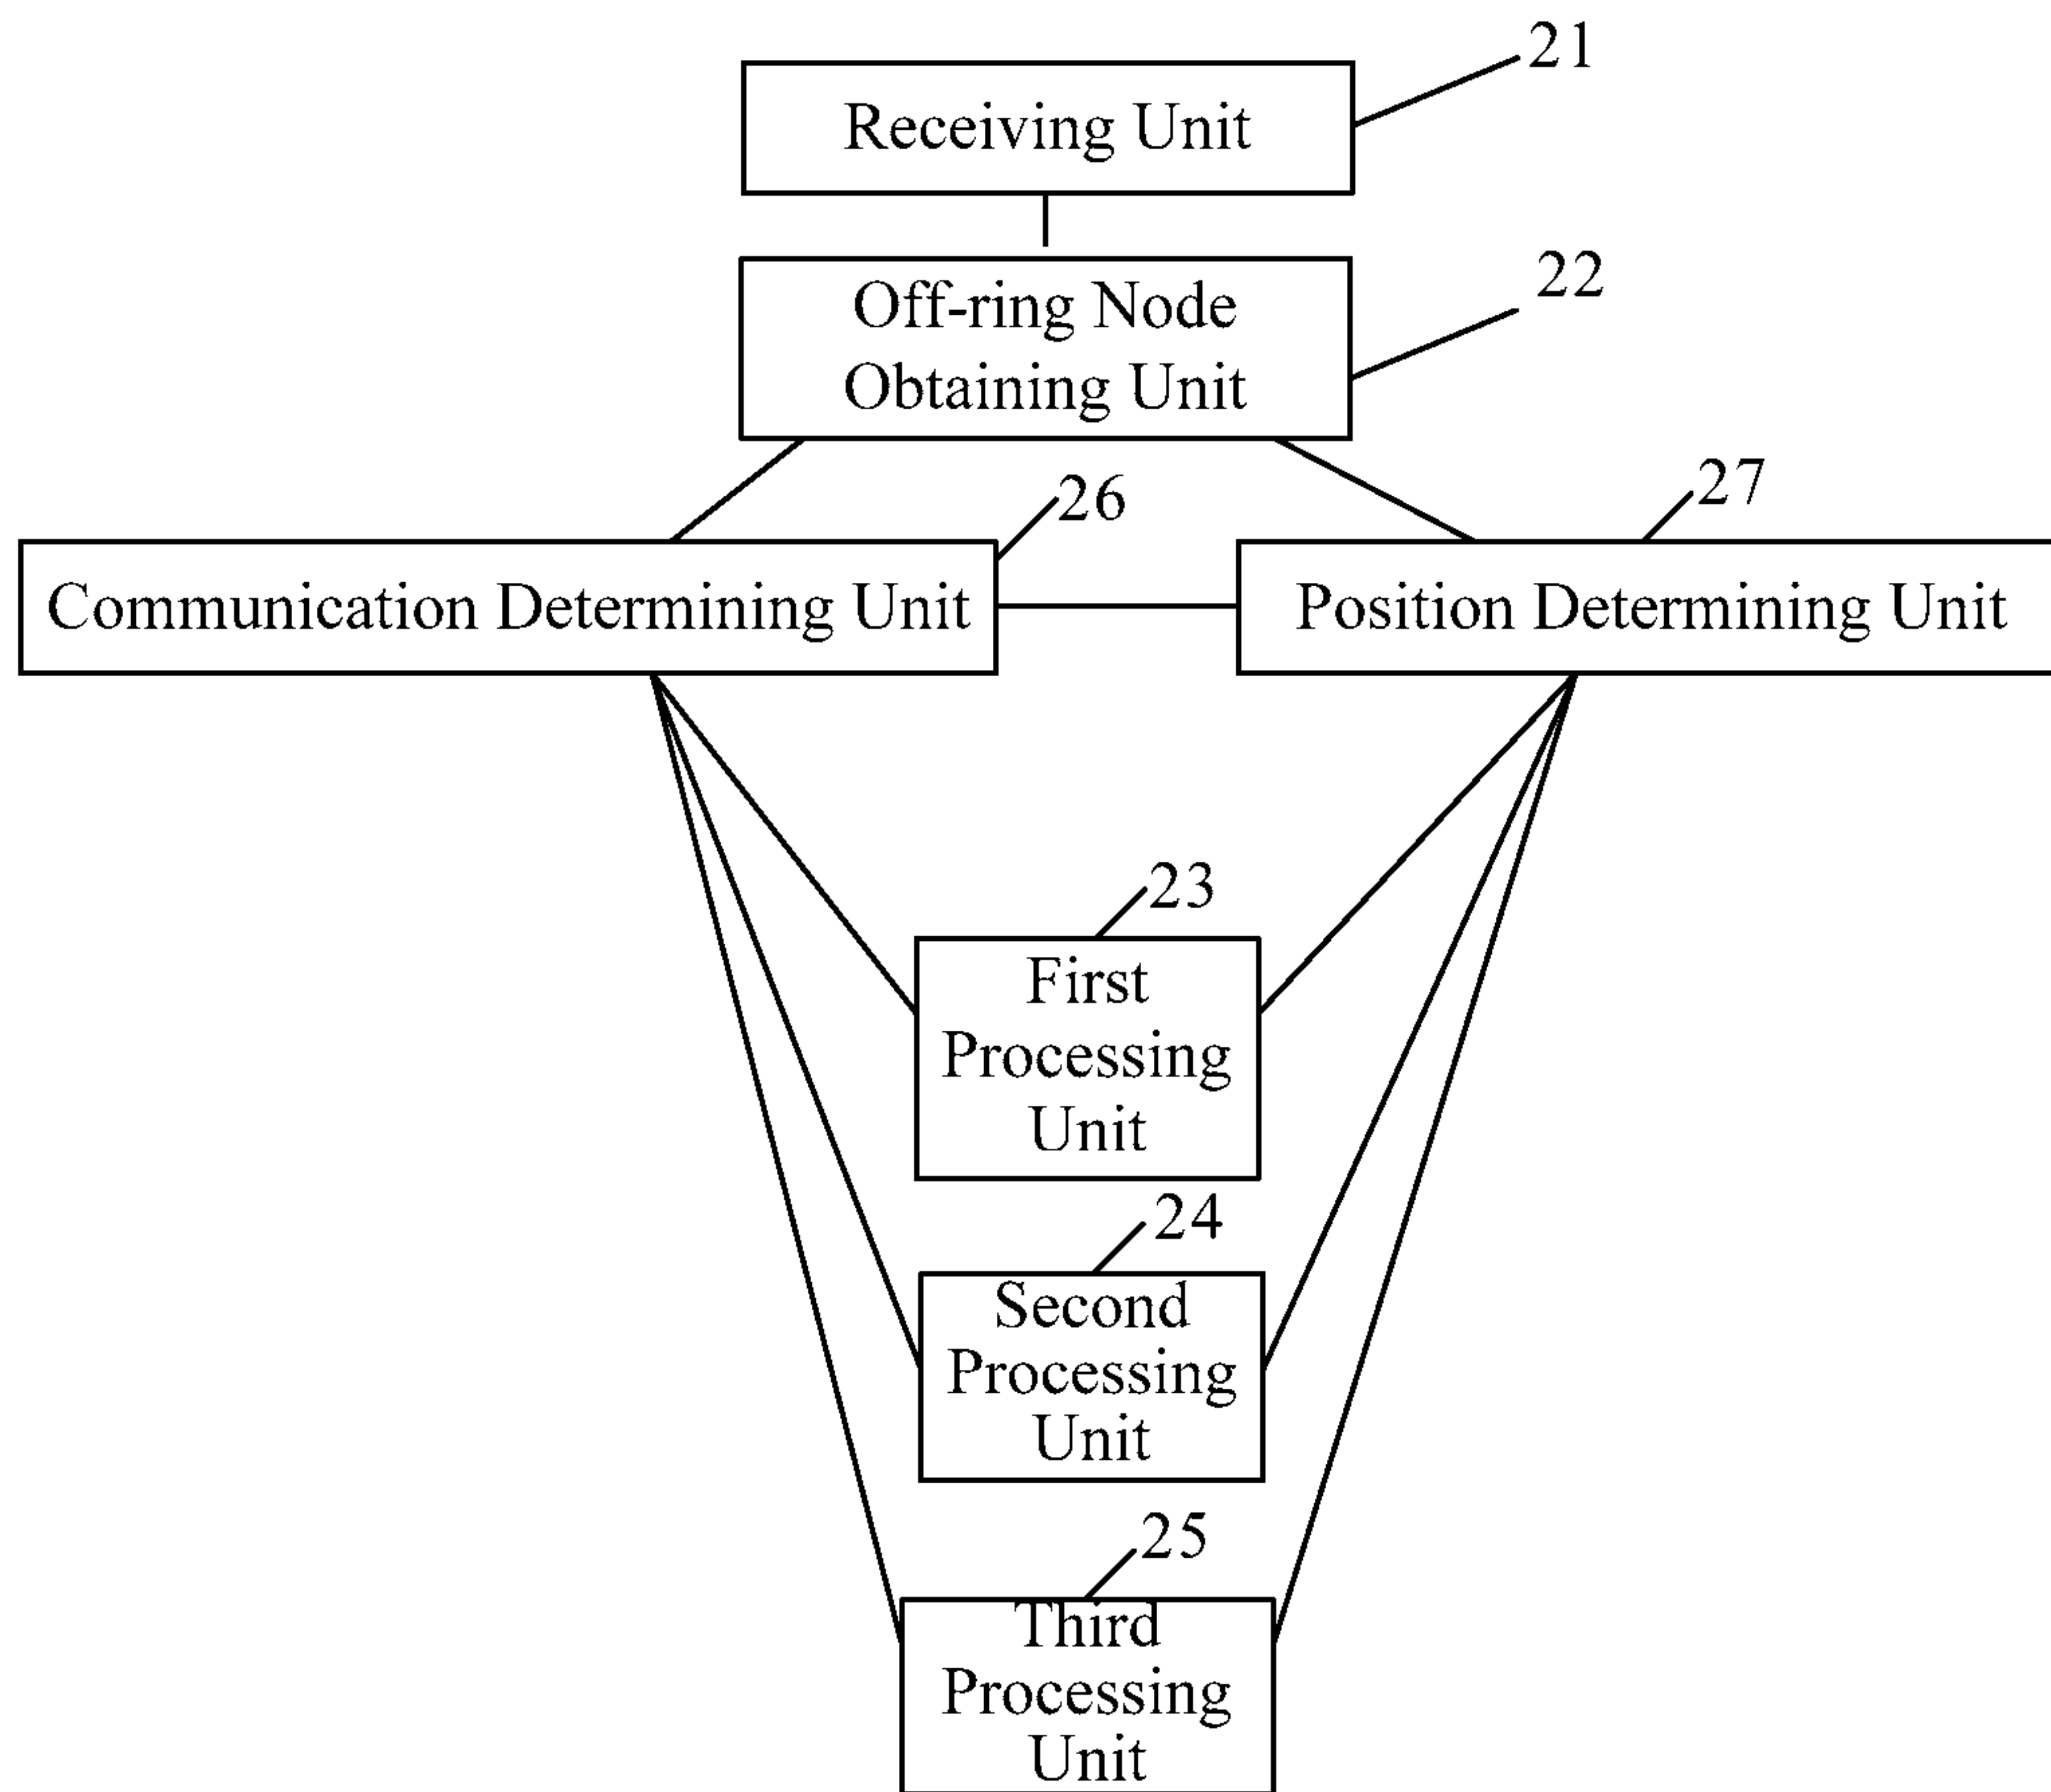 21
Receiving Unit
22
Off-ring Node
Obtaining Unit
26
27
Communication Determining Unit
Position Determining Unit
23
First
Processing
Unit
24
Second
Processing
Unit
25
Third
Processing
Unit